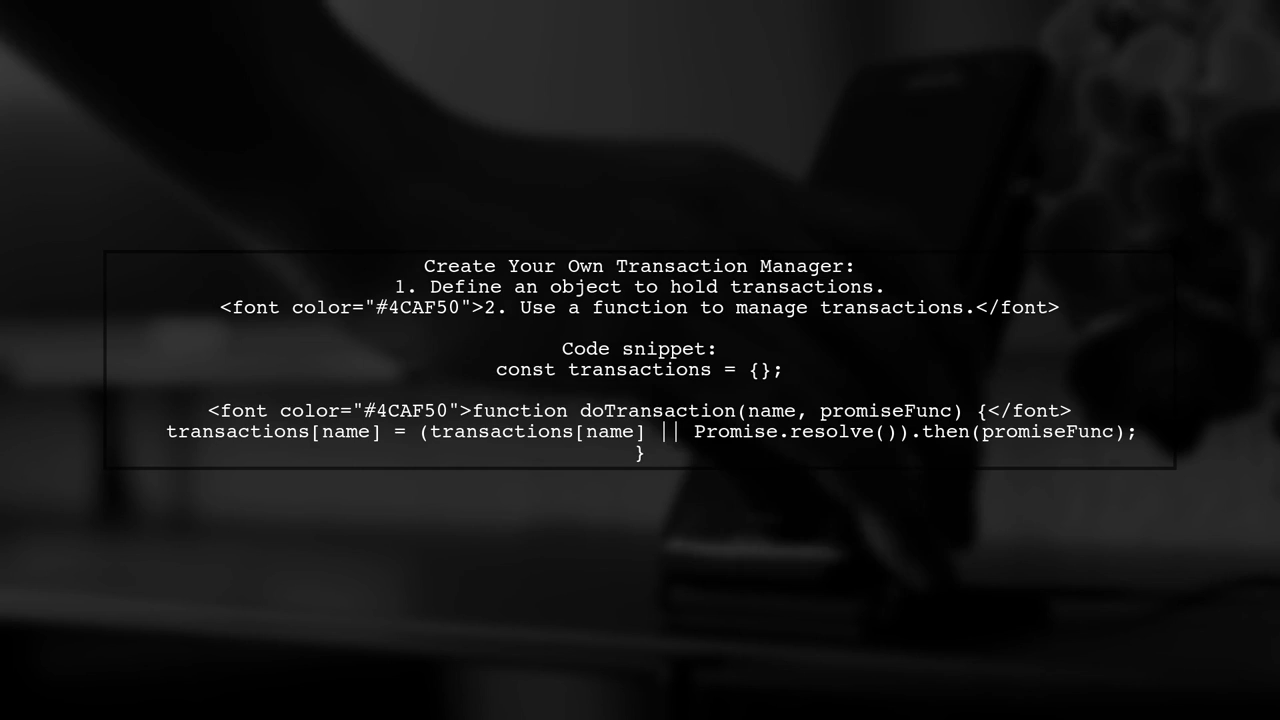 Create Your Own Transaction Manager:
1. Define an object to hold transactions.
<font color="#4CAF50">2. Use a function to manage transactions.</font>
Code snippet:
const transactions = {};
<font color="#4CAF50">function doTransaction(name, promiseFunc) {</font>
transactions[name] = (transactions[name] || Promise.resolve()).then(promiseFunc);
}